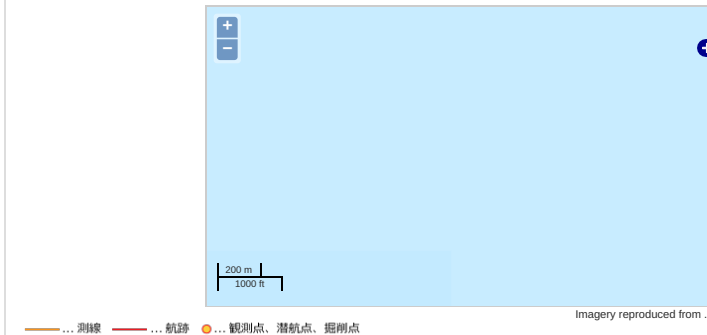 +
−
200 m
1000 ft
Imagery reproduced from .
... 測線 ... 航跡 ... 観測点、潜航点、掘削点